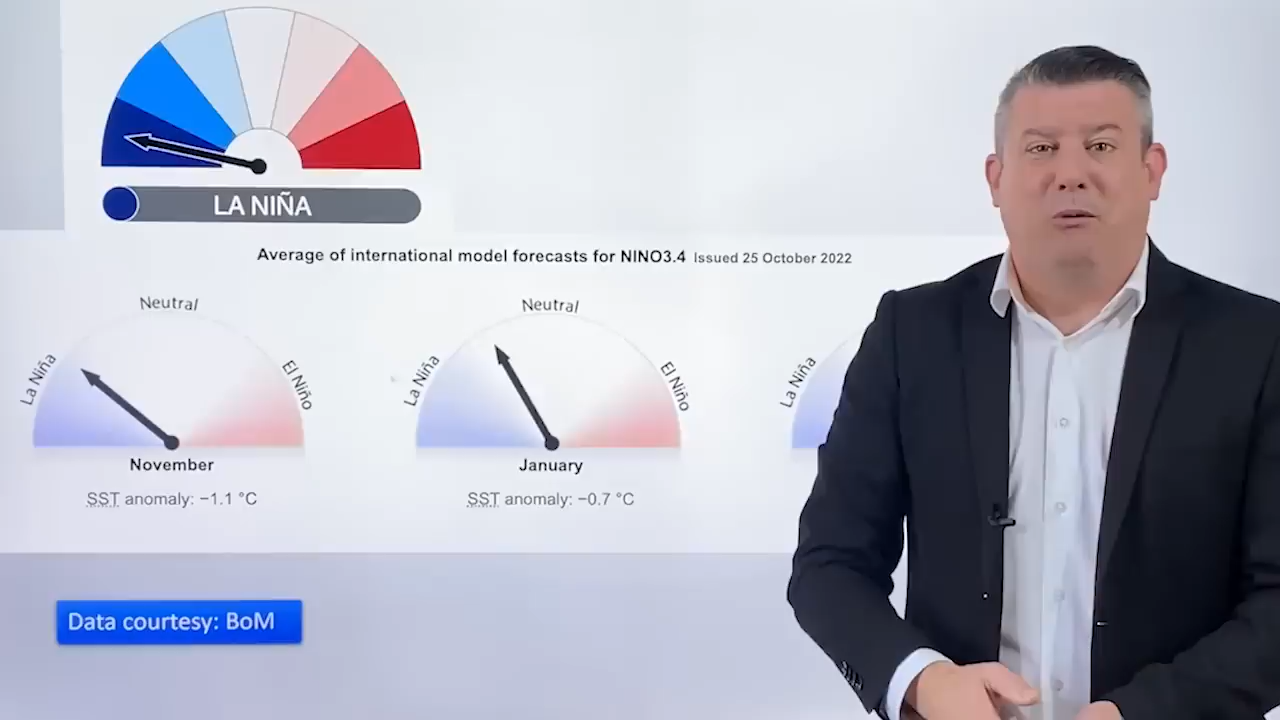 LA NIÑA
Average of international model forecasts for NINO3.4 Issued 25 October 2022
Neutral
La Niña
El Niño
November
SST anomaly: −1.1 °C
Neutral
La Niña
El Niño
January
SST anomaly: −0.7 °C
La Niña
Data courtesy: BoM